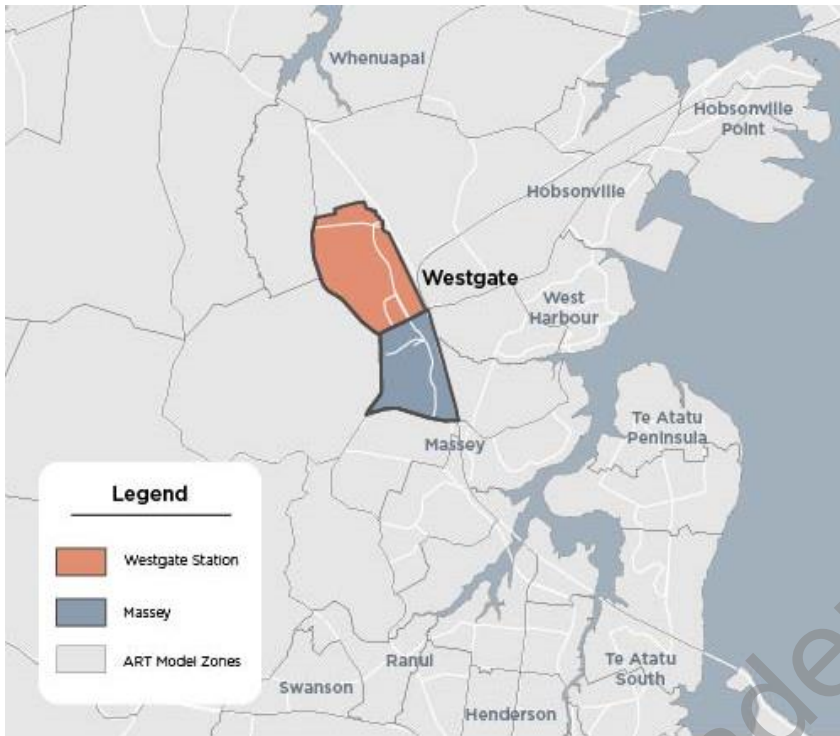 Whenuapai
Hobsonville
Point
Hobsonville
Westgate
West
Harbour
Te Atatu
Peninsula
Massey
Legend
Westgate Station
Massey
ART Model Zones
Ranui
Swanson
Te Atatu
South
Henderson